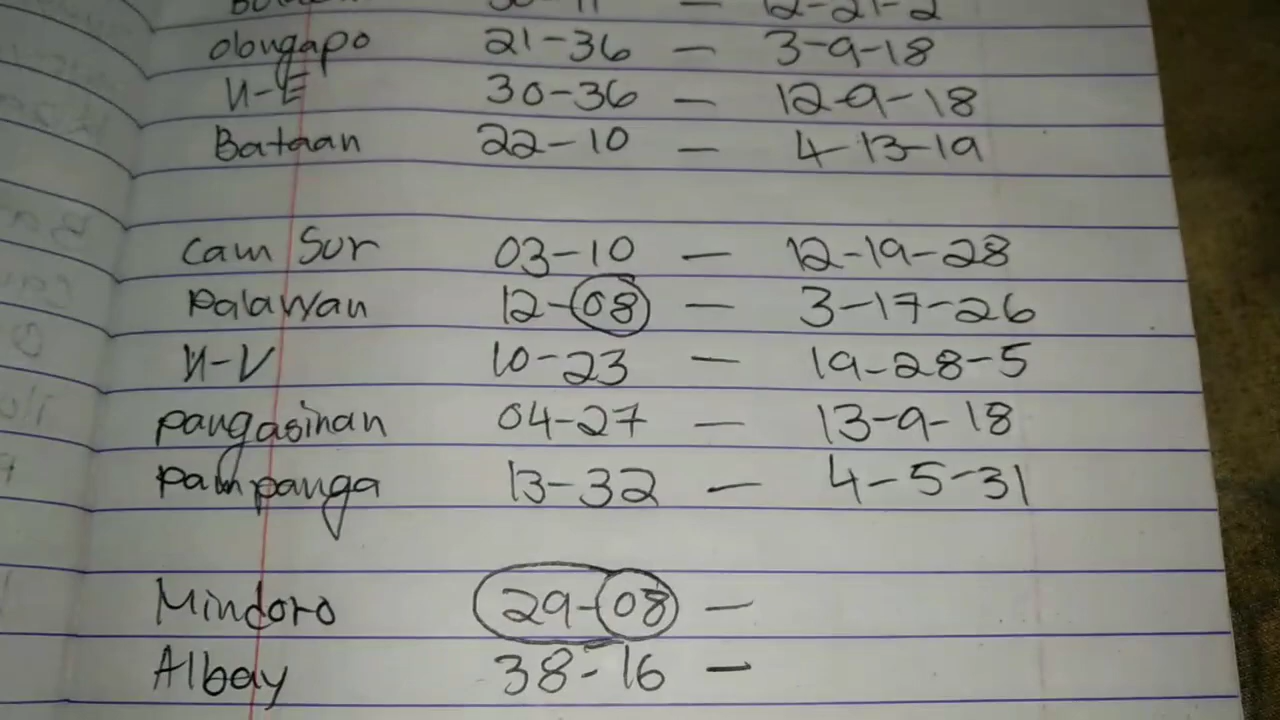 olongapo 21-36 — 3-9-18
N-E 30-36 — 12-9-18
Bataan 22-10 — 4-13-19
Cam Sur 03-10 — 12-19-28
Palawan 12-08 — 3-17-26
N-V 10-23 — 19-28-5
pangasinan 04-27 — 13-9-18
pampanga 13-32 — 4-5-31
Mindoro 29-08 —
Albay 38-16 —